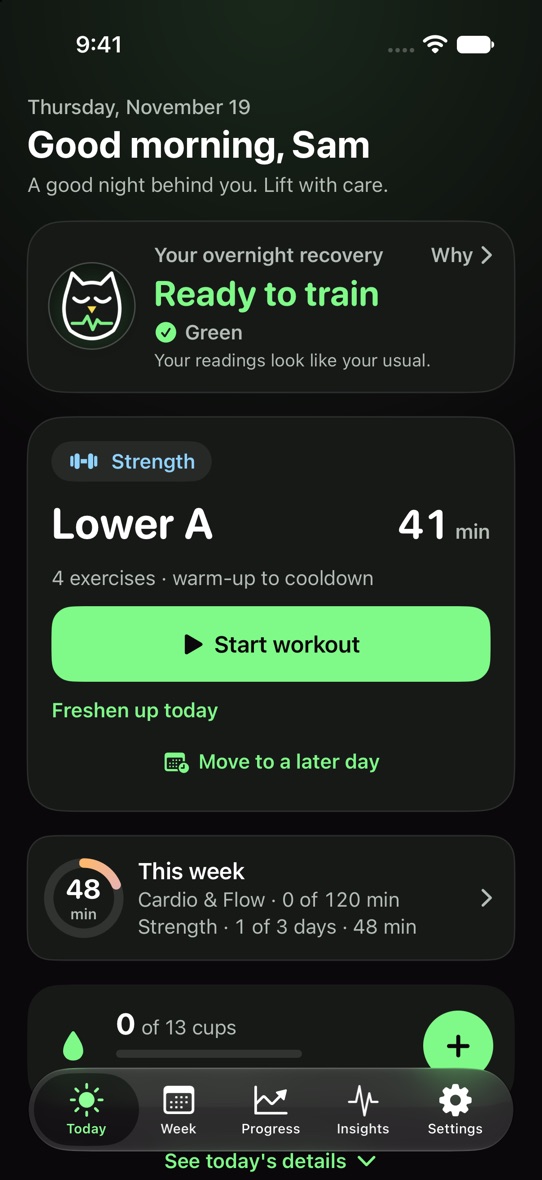 9:41
Thursday, November 19
Good morning, Sam
A good night behind you. Lift with care.
Your overnight recovery
Why
Ready to train
Green
Your readings look like your usual.
Strength
Lower A
41 min
4 exercises · warm-up to cooldown
Start workout
Freshen up today
Move to a later day
48
min
This week
Cardio & Flow · 0 of 120 min
Strength · 1 of 3 days · 48 min
0 of 13 cups
Today
Week
Progress
Insights
Settings
See today's details